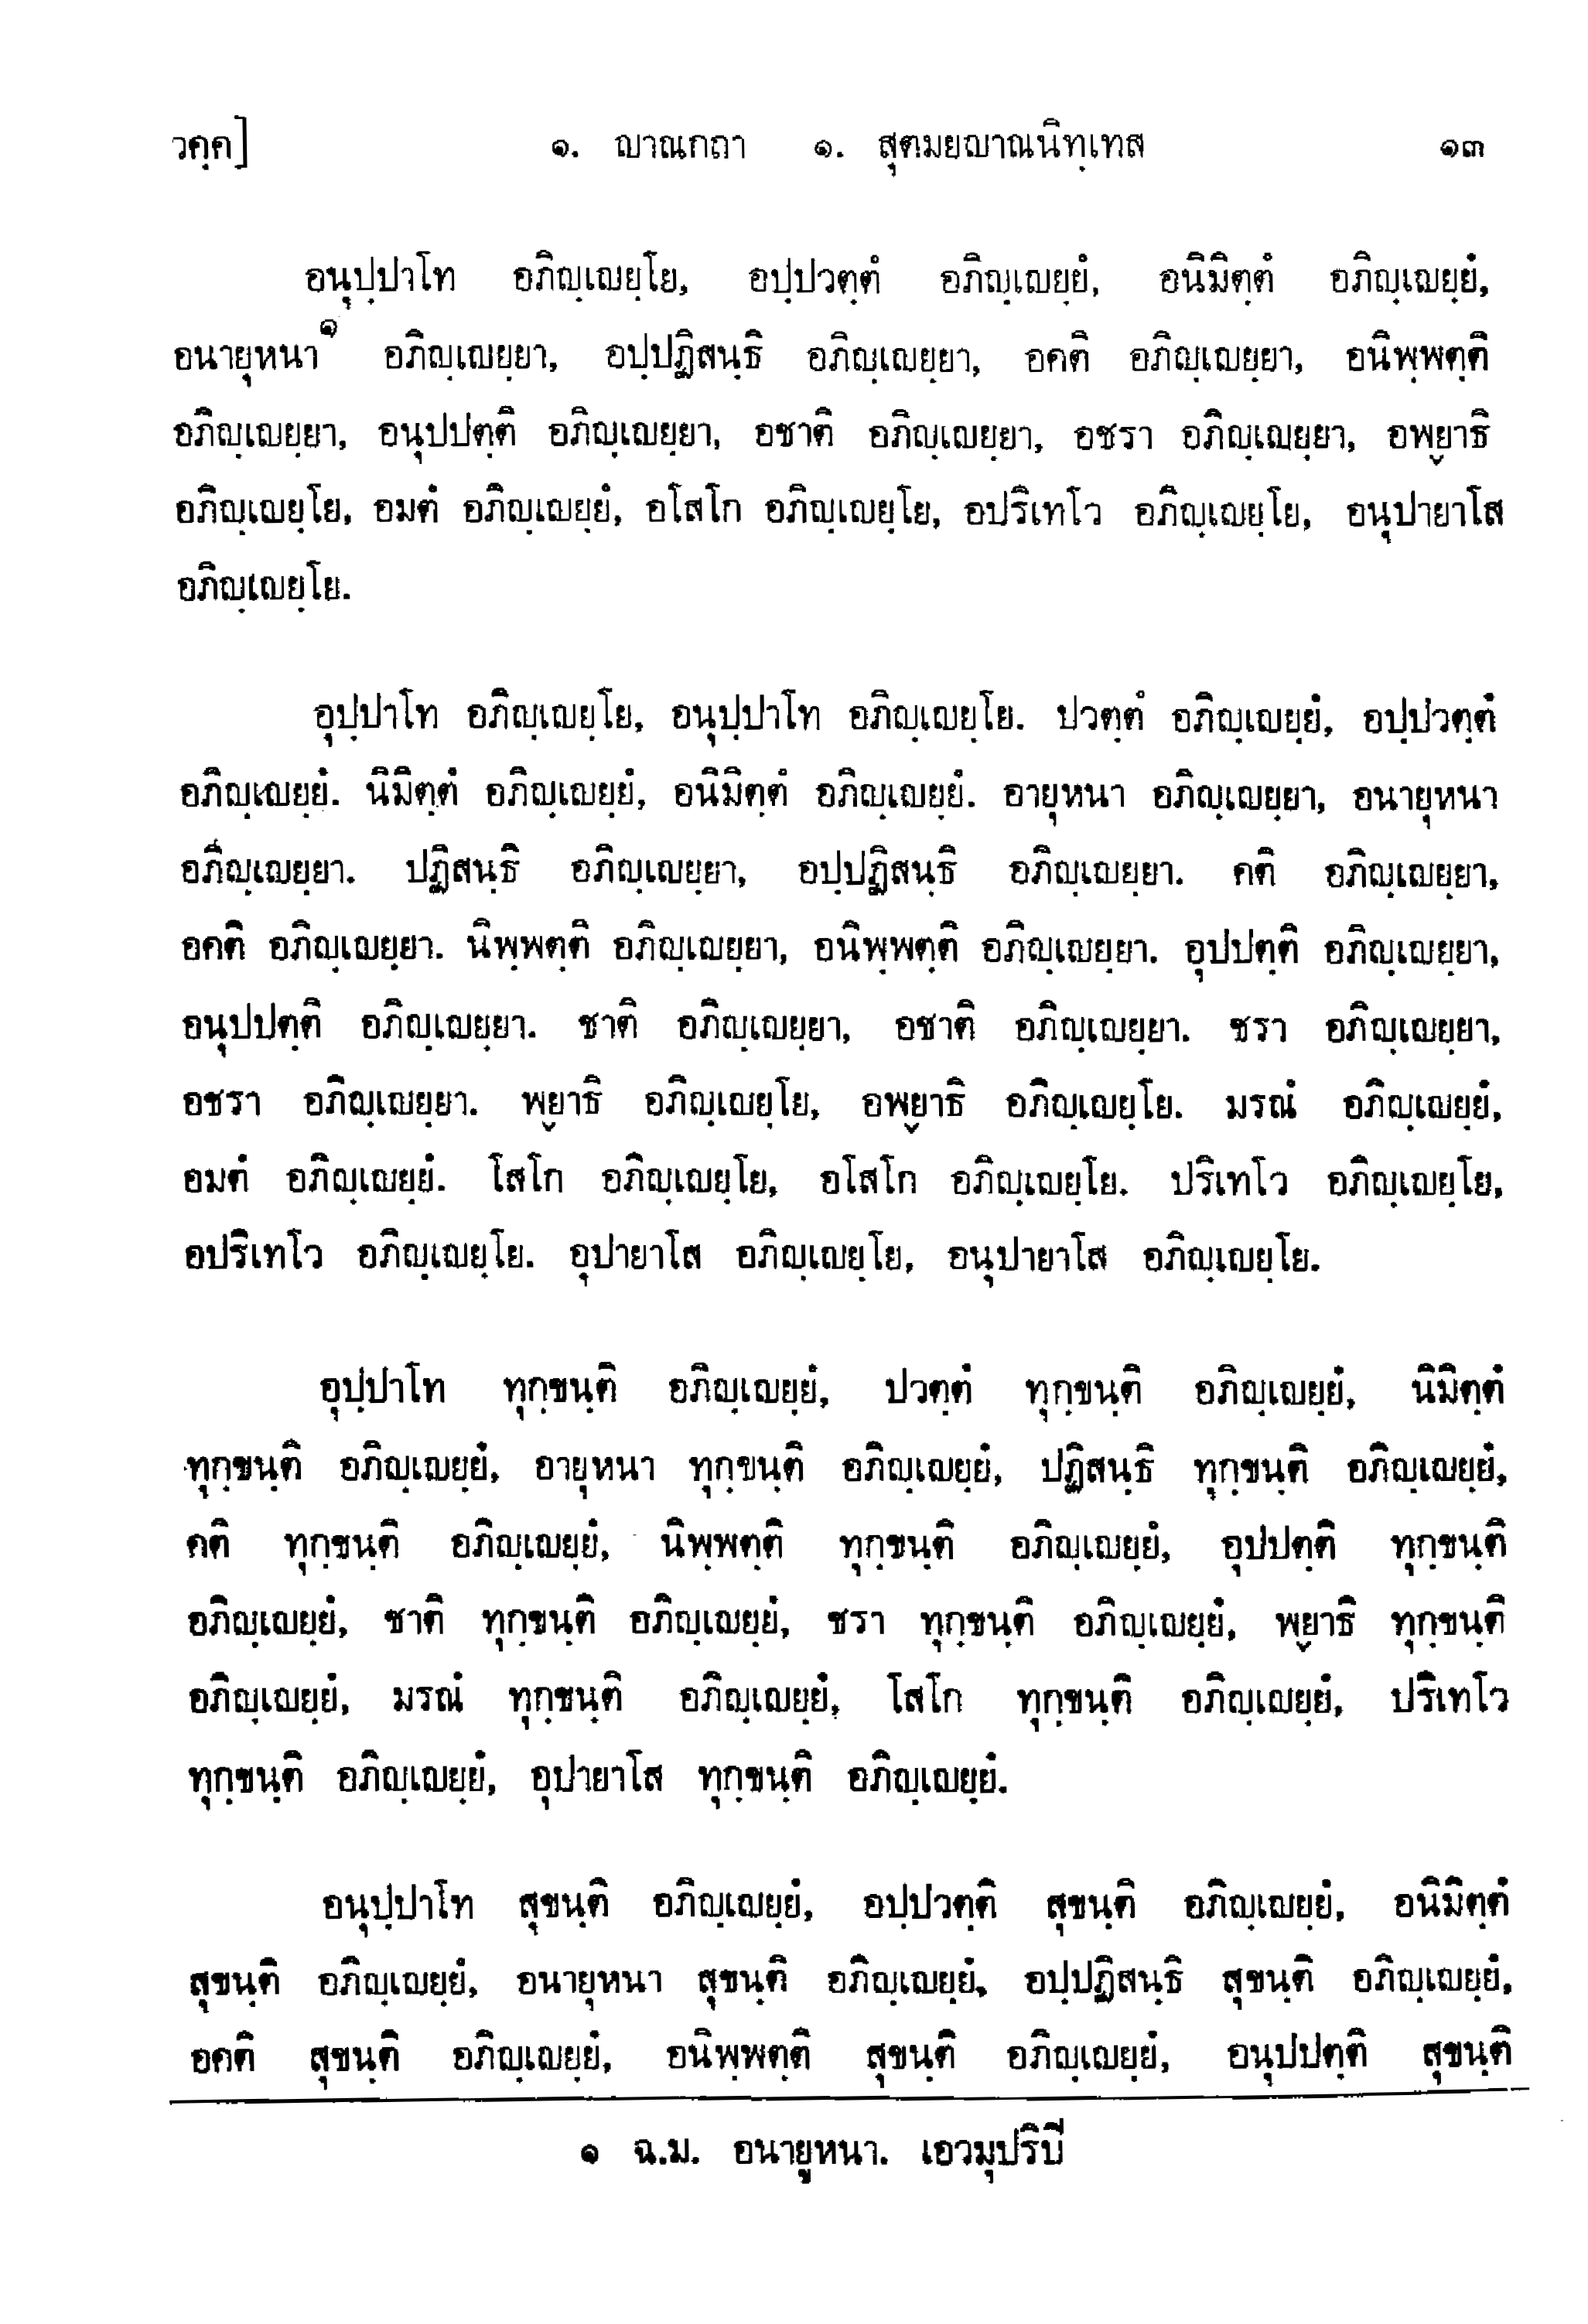 วคฺค]	๑. ญาณกถา ๑. สุตมยญาณนิทฺเทส	๑๓
อนุปฺปาโท อภิญฺเญยฺโย, อปฺปวตฺตํ อภิญฺเญยฺยํ, อนิมิตฺตํ อภิญฺเญยฺยํ,
อนายุหนา๑ อภิญฺเญยฺยา, อปฺปฏิสนฺธิ อภิญฺเญยฺยา, อคติ อภิญฺเญยฺยา, อนิพฺพตฺติ
อภิญฺเญยฺยา, อนุปปตฺติ อภิญฺเญยฺยา, อชาติ อภิญฺเญยฺยา, อชรา อภิญฺเญยฺยา, อพฺยาธิ
อภิญฺเญยฺโย, อมตํ อภิญฺเญยฺยํ, อโสโก อภิญฺเญยฺโย, อปริเทโว อภิญฺเญยฺโย, อนุปายาโส
อภิญฺเญยฺโย.
อุปฺปาโท อภิญฺเญยฺโย, อนุปฺปาโท อภิญฺเญยฺโย. ปวตฺตํ อภิญฺเญยฺยํ, อปฺปวตฺตํ
อภิญฺเญยฺยํ. นิมิตฺตํ อภิญฺเญยฺยํ, อนิมิตฺตํ อภิญฺเญยฺยํ. อายุหนา อภิญฺเญยฺยา, อนายุหนา
อภิญฺเญยฺยา. ปฏิสนฺธิ อภิญฺเญยฺยา, อปฺปฏิสนฺธิ อภิญฺเญยฺยา. คติ อภิญฺเญยฺยา,
อคติ อภิญฺเญยฺยา. นิพฺพตฺติ อภิญฺเญยฺยา, อนิพฺพตฺติ อภิญฺเญยฺยา. อุปปตฺติ อภิญฺเญยฺยา,
อนุปปตฺติ อภิญฺเญยฺยา. ชาติ อภิญฺเญยฺยา, อชาติ อภิญฺเญยฺยา. ชรา อภิญฺเญยฺยา,
อชรา อภิญฺเญยฺยา. พฺยาธิ อภิญฺเญยฺโย, อพฺยาธิ อภิญฺเญยฺโย. มรณํ อภิญฺเญยฺยํ,
อมตํ อภิญฺเญยฺยํ. โสโก อภิญฺเญยฺโย, อโสโก อภิญฺเญยฺโย. ปริเทโว อภิญฺเญยฺโย,
อปริเทโว อภิญฺเญยฺโย. อุปายาโส อภิญฺเญยฺโย, อนุปายาโส อภิญฺเญยฺโย.
อุปฺปาโท ทุกฺขนฺติ อภิญฺเญยฺยํ, ปวตฺตํ ทุกฺขนฺติ อภิญฺเญยฺยํ, นิมิตฺตํ
ทุกฺขนฺติ อภิญฺเญยฺยํ, อายุหนา ทุกฺขนฺติ อภิญฺเญยฺยํ, ปฏิสนฺธิ ทุกฺขนฺติ อภิญฺเญยฺยํ,
คติ ทุกฺขนฺติ อภิญฺเญยฺยํ, นิพฺพตฺติ ทุกฺขนฺติ อภิญฺเญยฺยํ, อุปปตฺติ ทุกฺขนฺติ
อภิญฺเญยฺยํ, ชาติ ทุกฺขนฺติ อภิญฺเญยฺยํ, ชรา ทุกฺขนฺติ อภิญฺเญยฺยํ, พฺยาธิ ทุกฺขนฺติ
อภิญฺเญยฺยํ, มรณํ ทุกฺขนฺติ อภิญฺเญยฺยํ, โสโก ทุกฺขนฺติ อภิญฺเญยฺยํ, ปริเทโว
ทุกฺขนฺติ อภิญฺเญยฺยํ, อุปายาโส ทุกฺขนฺติ อภิญฺเญยฺยํ.
อนุปฺปาโท สุขนฺติ อภิญฺเญยฺยํ, อปฺปวตฺติ สุขนฺติ อภิญฺเญยฺยํ, อนิมิตฺตํ
สุขนฺติ อภิญฺเญยฺยํ, อนายุหนา สุขนฺติ อภิญฺเญยฺยํ, อปฺปฏิสนฺธิ สุขนฺติ อภิญฺเญยฺยํ,
อคติ สุขนฺติ อภิญฺเญยฺยํ, อนิพฺพตฺติ สุขนฺติ อภิญฺเญยฺยํ, อนุปปตฺติ สุขนฺติ
๑ ฉ.ม. อนายูหนา. เอวมุปริปี